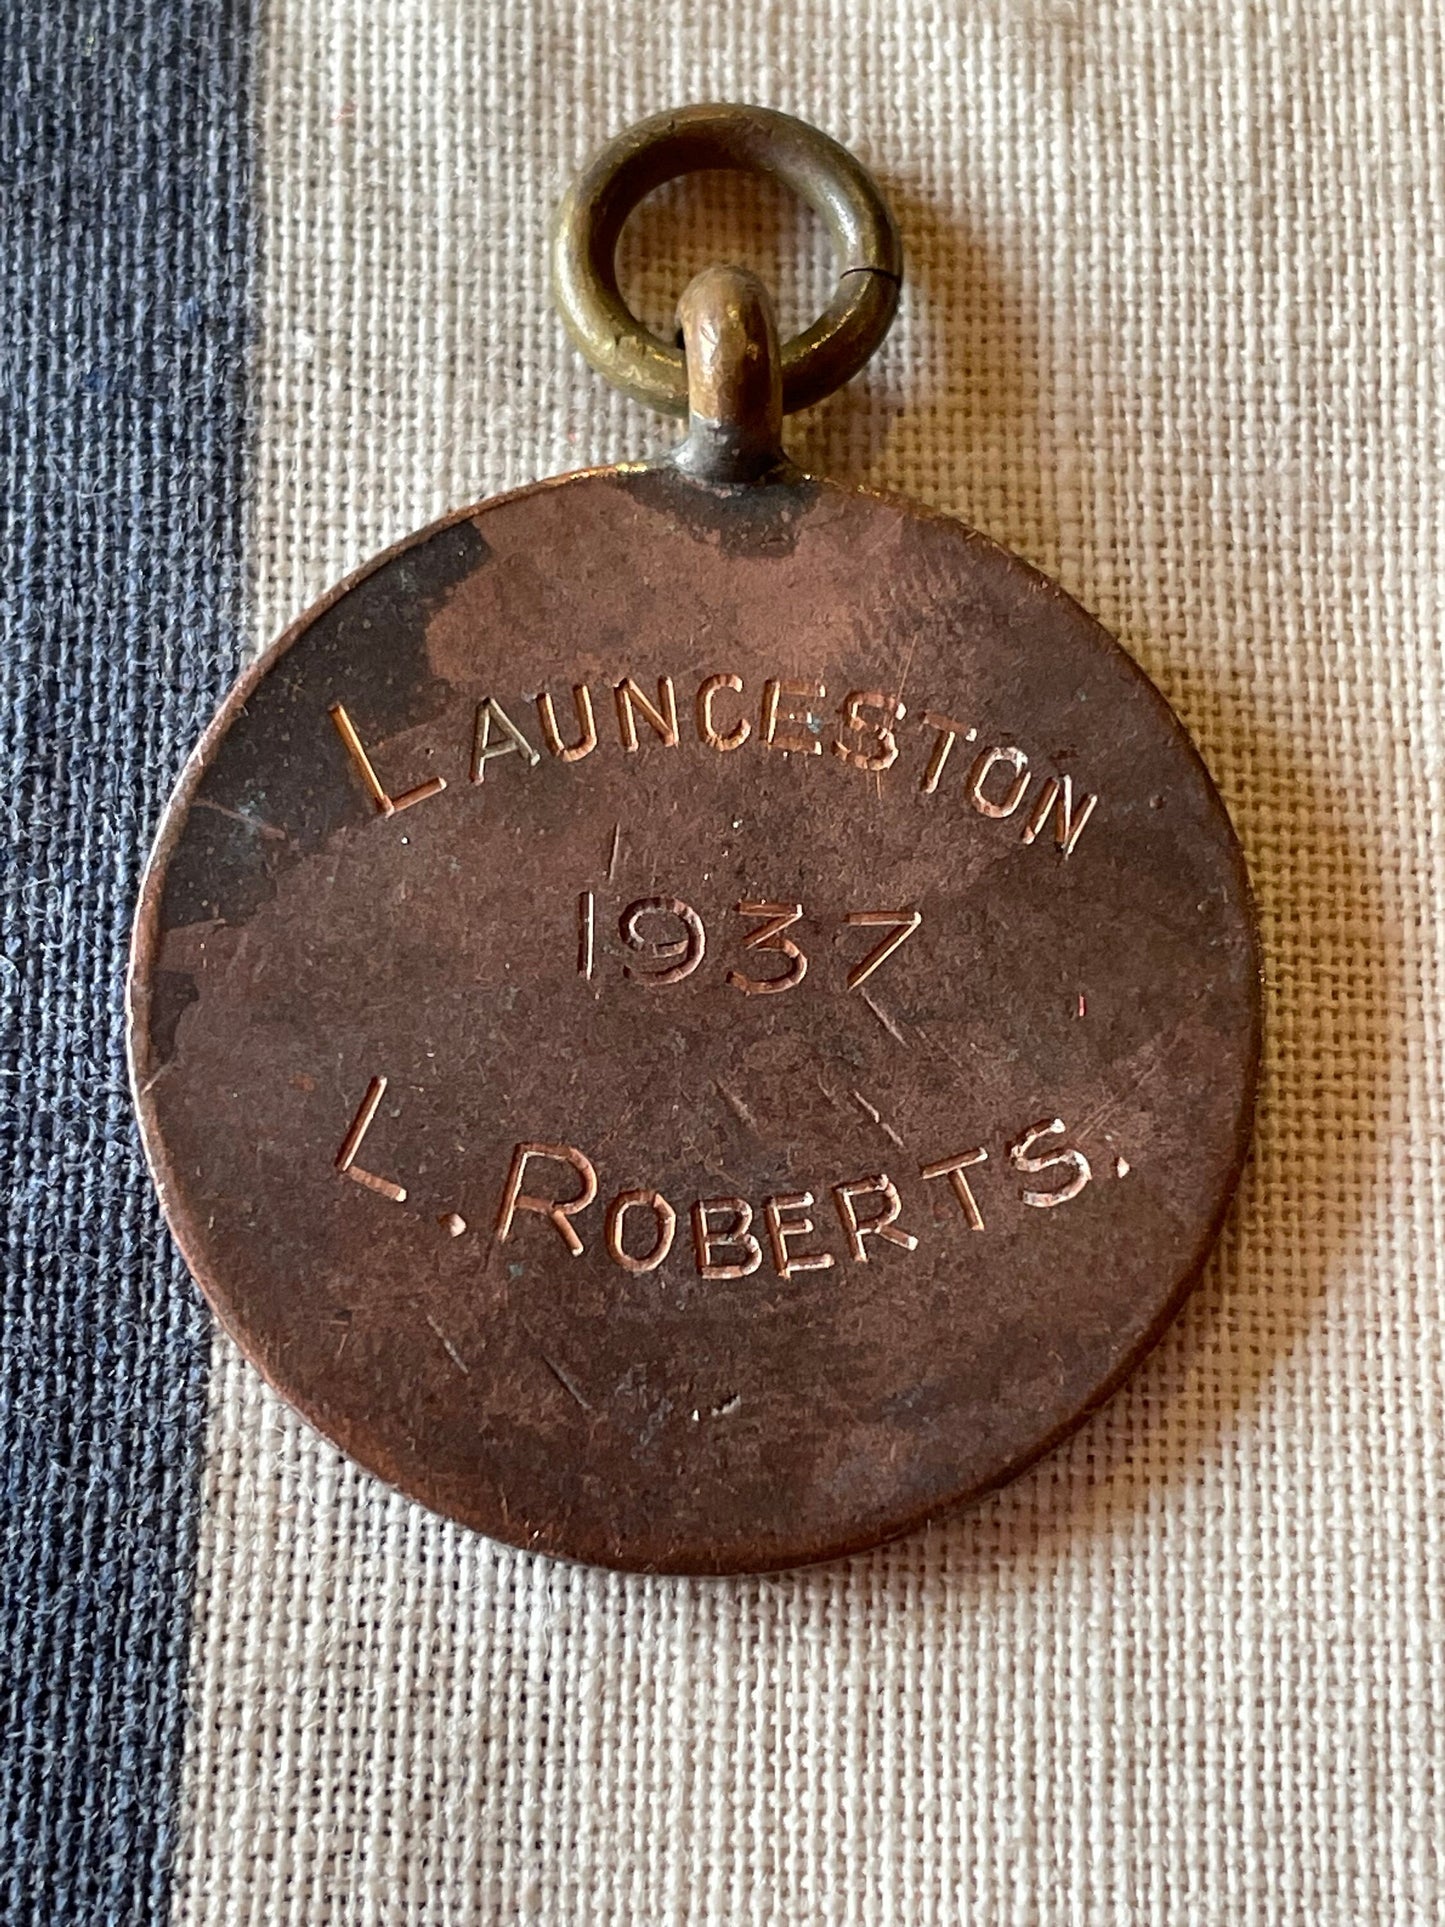 LAUNCESTON
1937
L. ROBERTS.